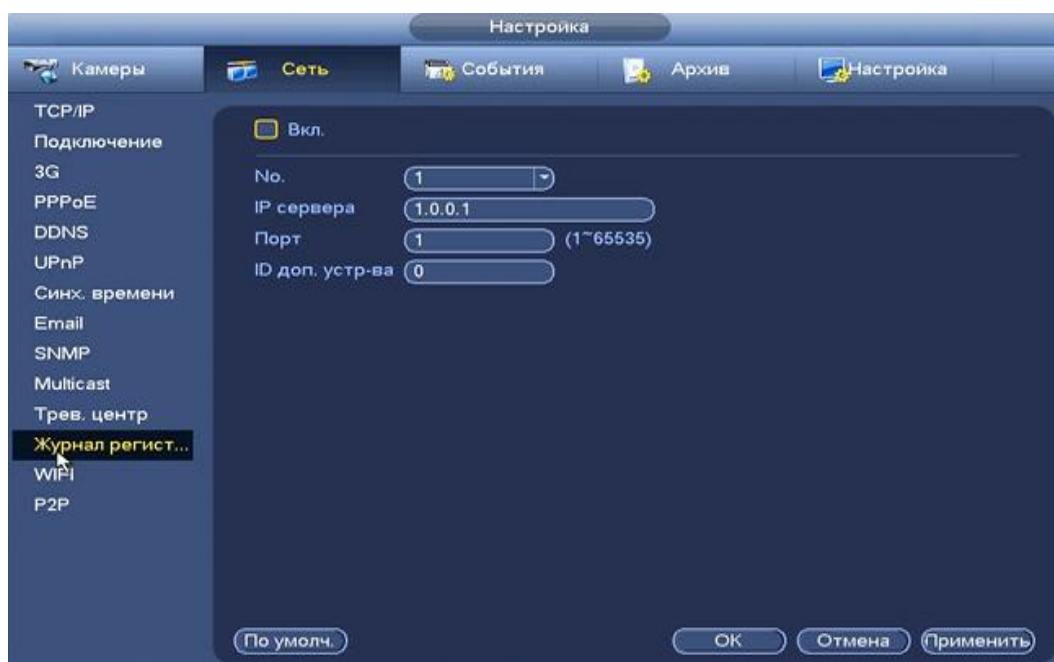 Настройка
Камеры
Сеть
События
Архив
Настройка
TCP/IP
Подключение
3G
PPPoE
DDNS
UPnP
Синх. времени
Email
SNMP
Multicast
Трев. центр
Журнал регист...
WIFI
P2P
Вкл.
No. 1
IP сервера 1.0.0.1
Порт 1 (1~65535)
ID доп. устр-ва 0
По умолч. OK Отмена Применить